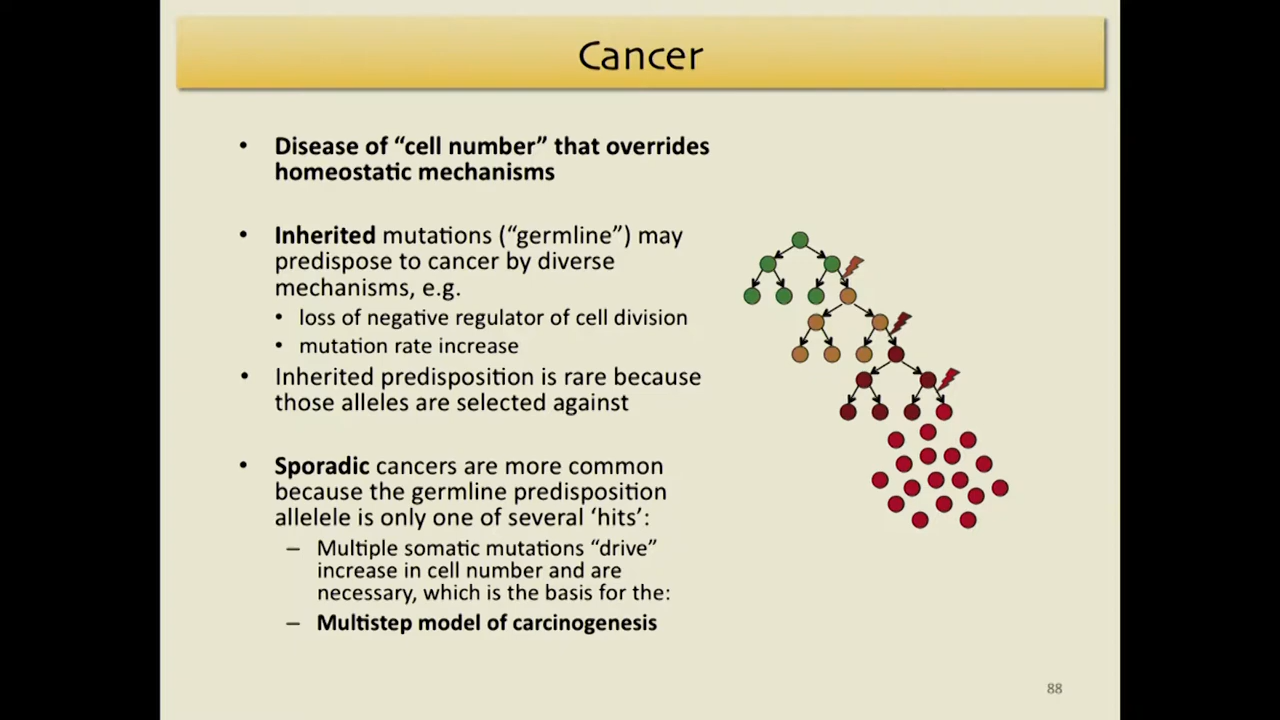 Cancer
• Disease of “cell number” that overrides
homeostatic mechanisms
• Inherited mutations (“germline”) may
predispose to cancer by diverse
mechanisms, e.g.
• loss of negative regulator of cell division
• mutation rate increase
• Inherited predisposition is rare because
those alleles are selected against
• Sporadic cancers are more common
because the germline predisposition
allelele is only one of several ‘hits’:
– Multiple somatic mutations “drive”
increase in cell number and are
necessary, which is the basis for the:
– Multistep model of carcinogenesis
88